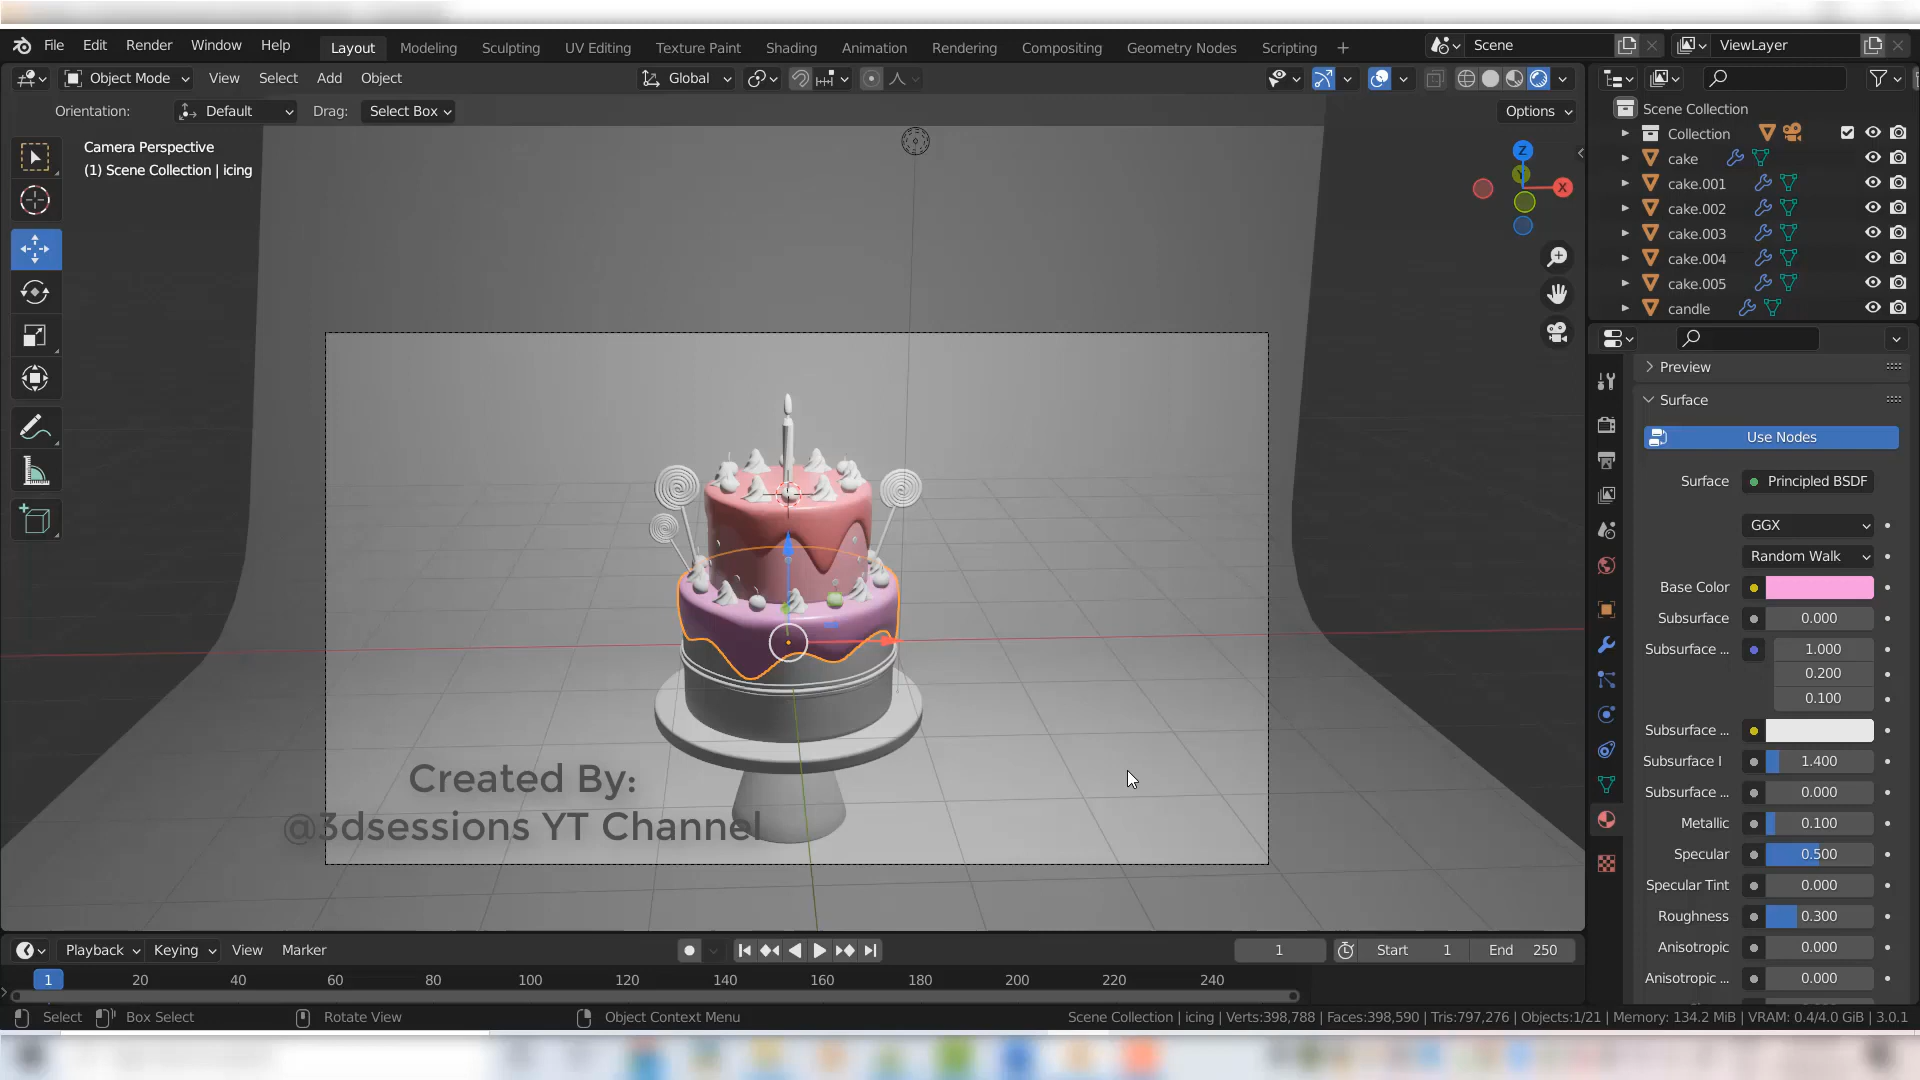 File Edit Render Window Help Layout Modeling Sculpting UV Editing Texture Paint Shading Animation Rendering Compositing Geometry Nodes Scripting + Scene ViewLayer
Object Mode View Select Add Object Global
Orientation: Default Drag: Select Box Options
Camera Perspective
(1) Scene Collection | icing
Z
Y
X
Scene Collection
Collection
cake
cake.001
cake.002
cake.003
cake.004
cake.005
candle
Preview
Surface
Use Nodes
Surface Principled BSDF
GGX
Random Walk
Base Color
Subsurface 0.000
Subsurface ... 1.000
0.200
0.100
Subsurface ...
Subsurface I 1.400
Subsurface ... 0.000
Metallic 0.100
Specular 0.500
Specular Tint 0.000
Roughness 0.300
Anisotropic 0.000
Anisotropic ... 0.000
Created By:
@3dsessions YT Channel
Playback Keying View Marker 1 Start 1 End 250
1 20 40 60 80 100 120 140 160 180 200 220 240
Select Box Select Rotate View Object Context Menu Scene Collection | icing | Verts:398,788 | Faces:398,590 | Tris:797,276 | Objects:1/21 | Memory: 134.2 MiB | VRAM: 0.4/4.0 GiB | 3.0.1